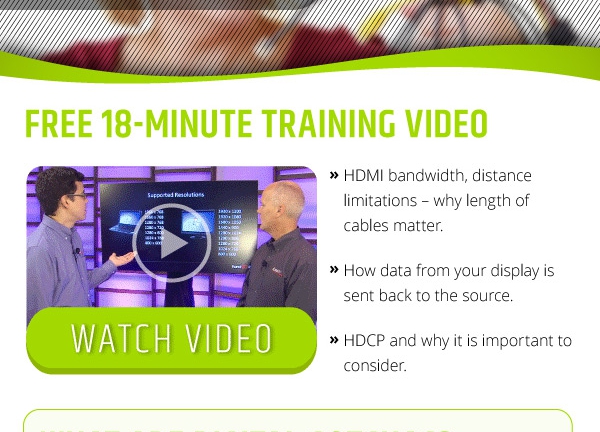 FREE 18-MINUTE TRAINING VIDEO
Supported Resolutions
WATCH VIDEO
» HDMI bandwidth, distance
limitations – why length of
cables matter.
» How data from your display is
sent back to the source.
» HDCP and why it is important to
consider.